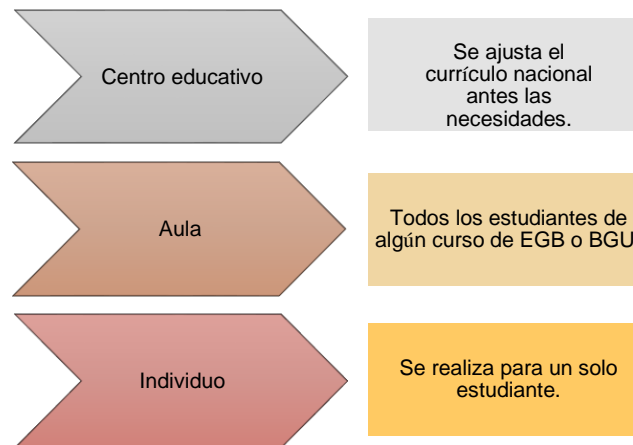 Centro educativo
Se ajusta el
currículo nacional
antes las
necesidades.
Aula
Todos los estudiantes de
algún curso de EGB o BGU
Individuo
Se realiza para un solo
estudiante.